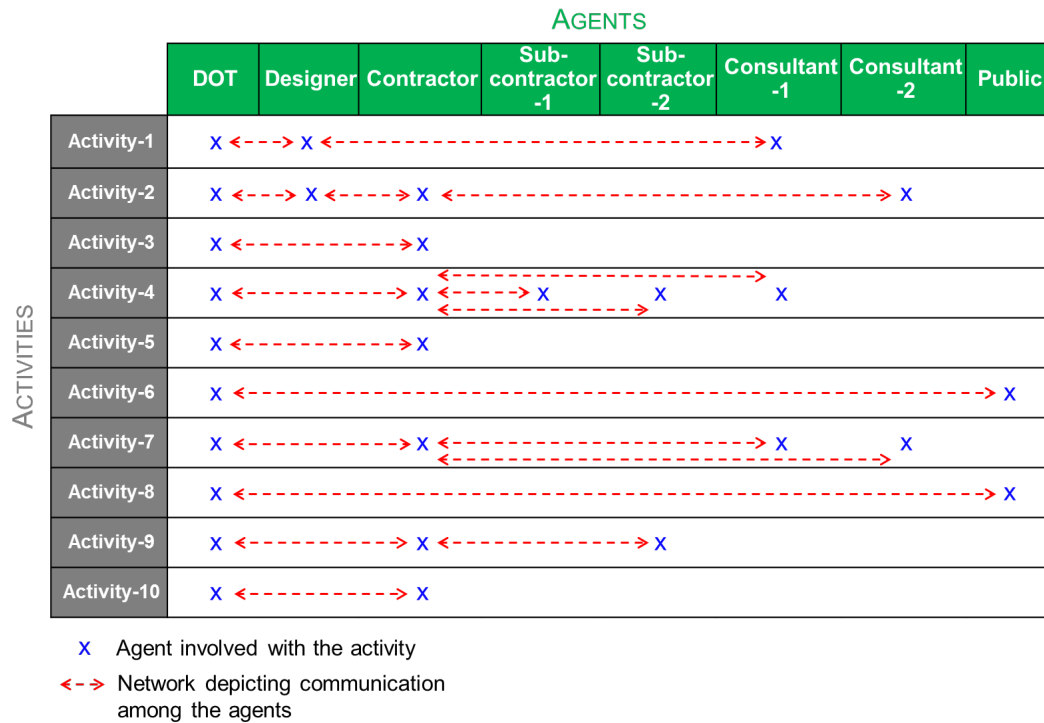 AGENTS
DOT Designer Contractor Sub-contractor-1 Sub-contractor-2 Consultant-1 Consultant-2 Public
Activity-1 X X X
Activity-2 X X X X
Activity-3 X X
Activity-4 X X X X X
Activity-5 X X
Activity-6 X X
Activity-7 X X X X
Activity-8 X X
Activity-9 X X X
Activity-10 X X
ACTIVITIES
X Agent involved with the activity
Network depicting communication
among the agents